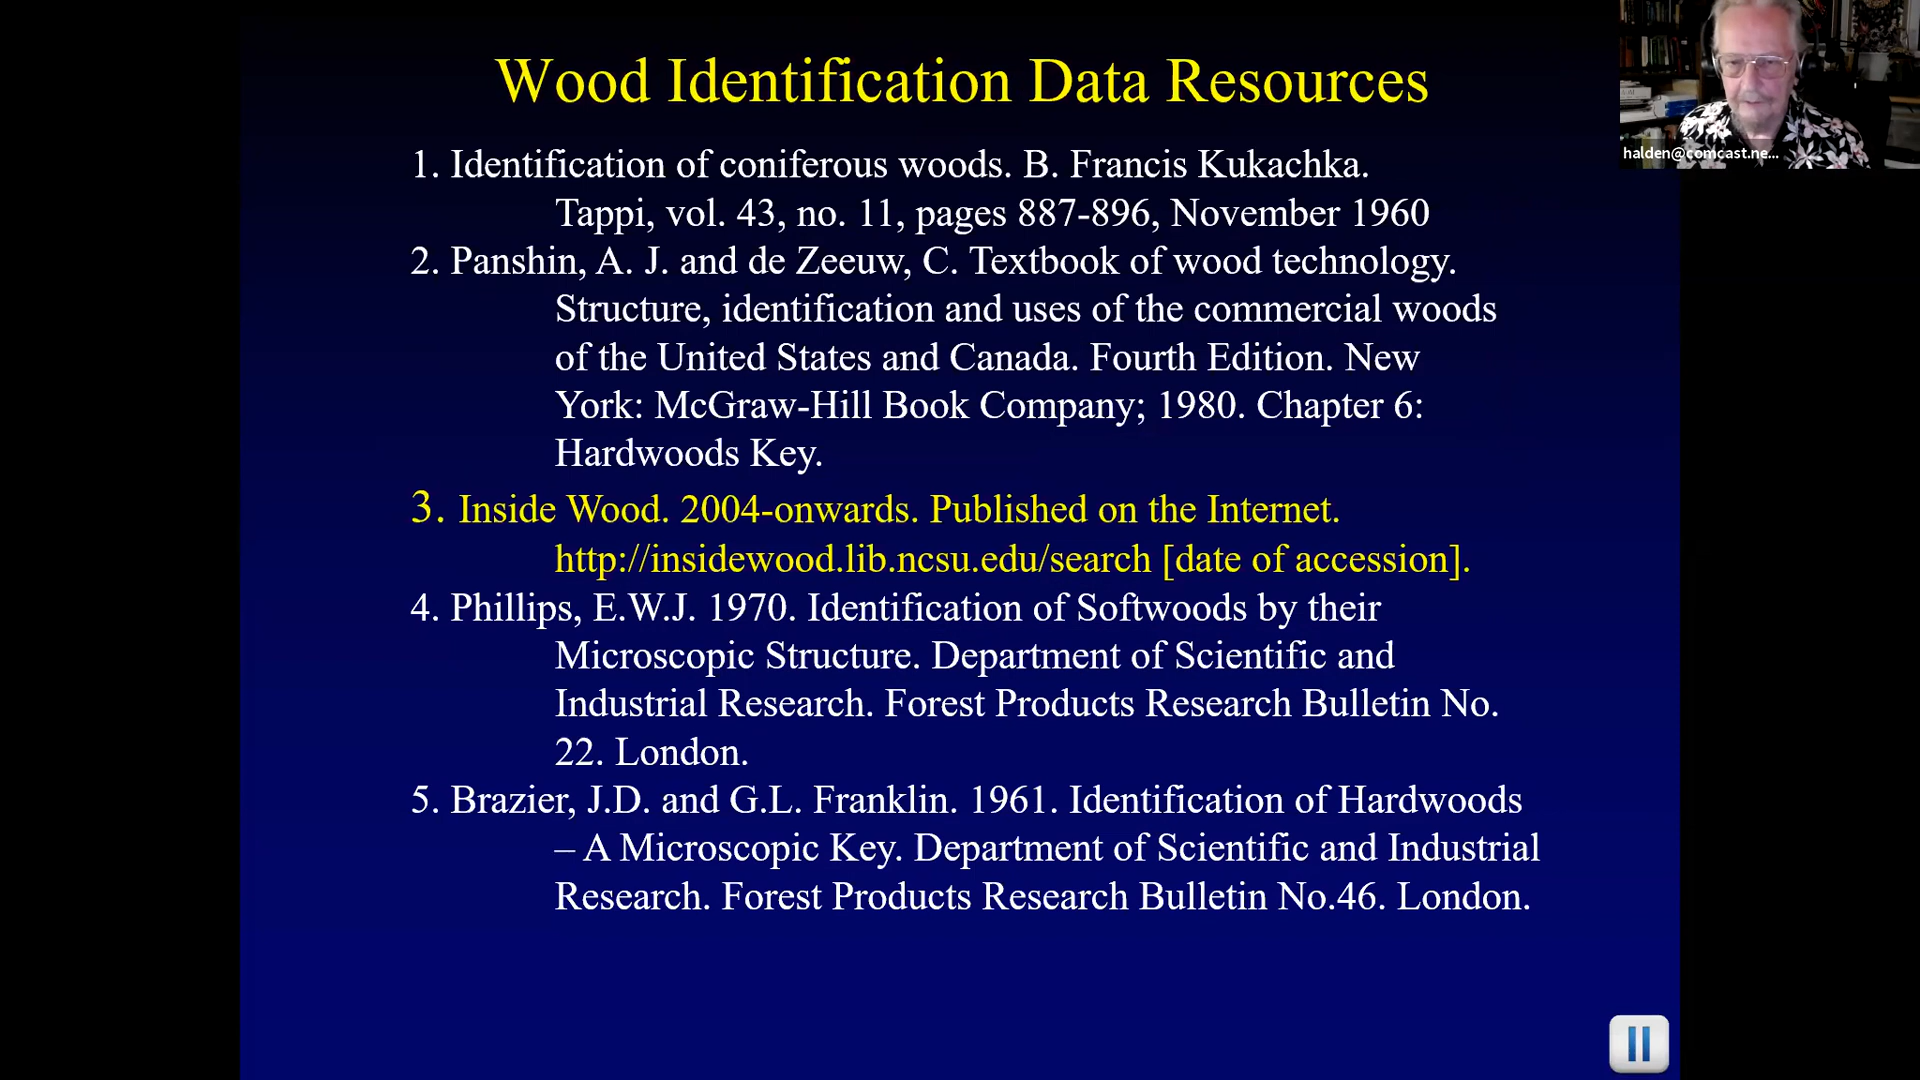 Wood Identification Data Resources
1. Identification of coniferous woods. B. Francis Kukachka.
Tappi, vol. 43, no. 11, pages 887-896, November 1960
2. Panshin, A. J. and de Zeeuw, C. Textbook of wood technology.
Structure, identification and uses of the commercial woods
of the United States and Canada. Fourth Edition. New
York: McGraw-Hill Book Company; 1980. Chapter 6:
Hardwoods Key.
3. Inside Wood. 2004-onwards. Published on the Internet.
http://insidewood.lib.ncsu.edu/search [date of accession].
4. Phillips, E.W.J. 1970. Identification of Softwoods by their
Microscopic Structure. Department of Scientific and
Industrial Research. Forest Products Research Bulletin No.
22. London.
5. Brazier, J.D. and G.L. Franklin. 1961. Identification of Hardwoods
– A Microscopic Key. Department of Scientific and Industrial
Research. Forest Products Research Bulletin No.46. London.
halden@comcast.ne...